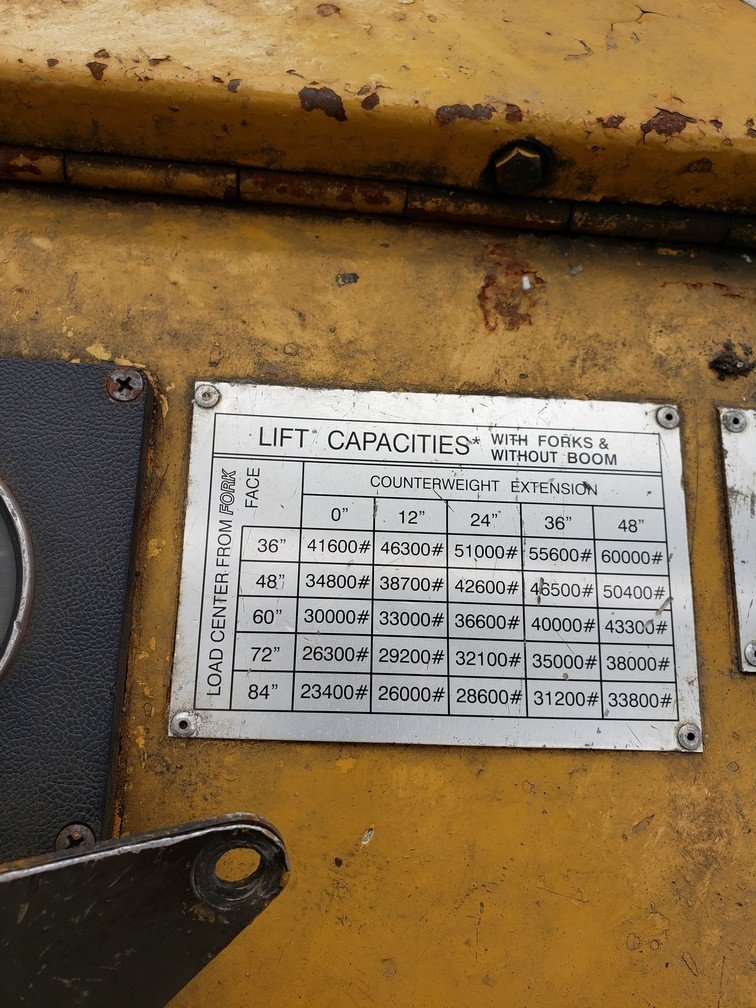 LIFT CAPACITIES* WITH FORKS &
WITHOUT BOOM
LOAD CENTER FROM FORK
FACE
COUNTERWEIGHT EXTENSION
0" 12" 24" 36" 48"
36" 41600# 46300# 51000# 55600# 60000#
48" 34800# 38700# 42600# 46500# 50400#
60" 30000# 33000# 36600# 40000# 43300#
72" 26300# 29200# 32100# 35000# 38000#
84" 23400# 26000# 28600# 31200# 33800#